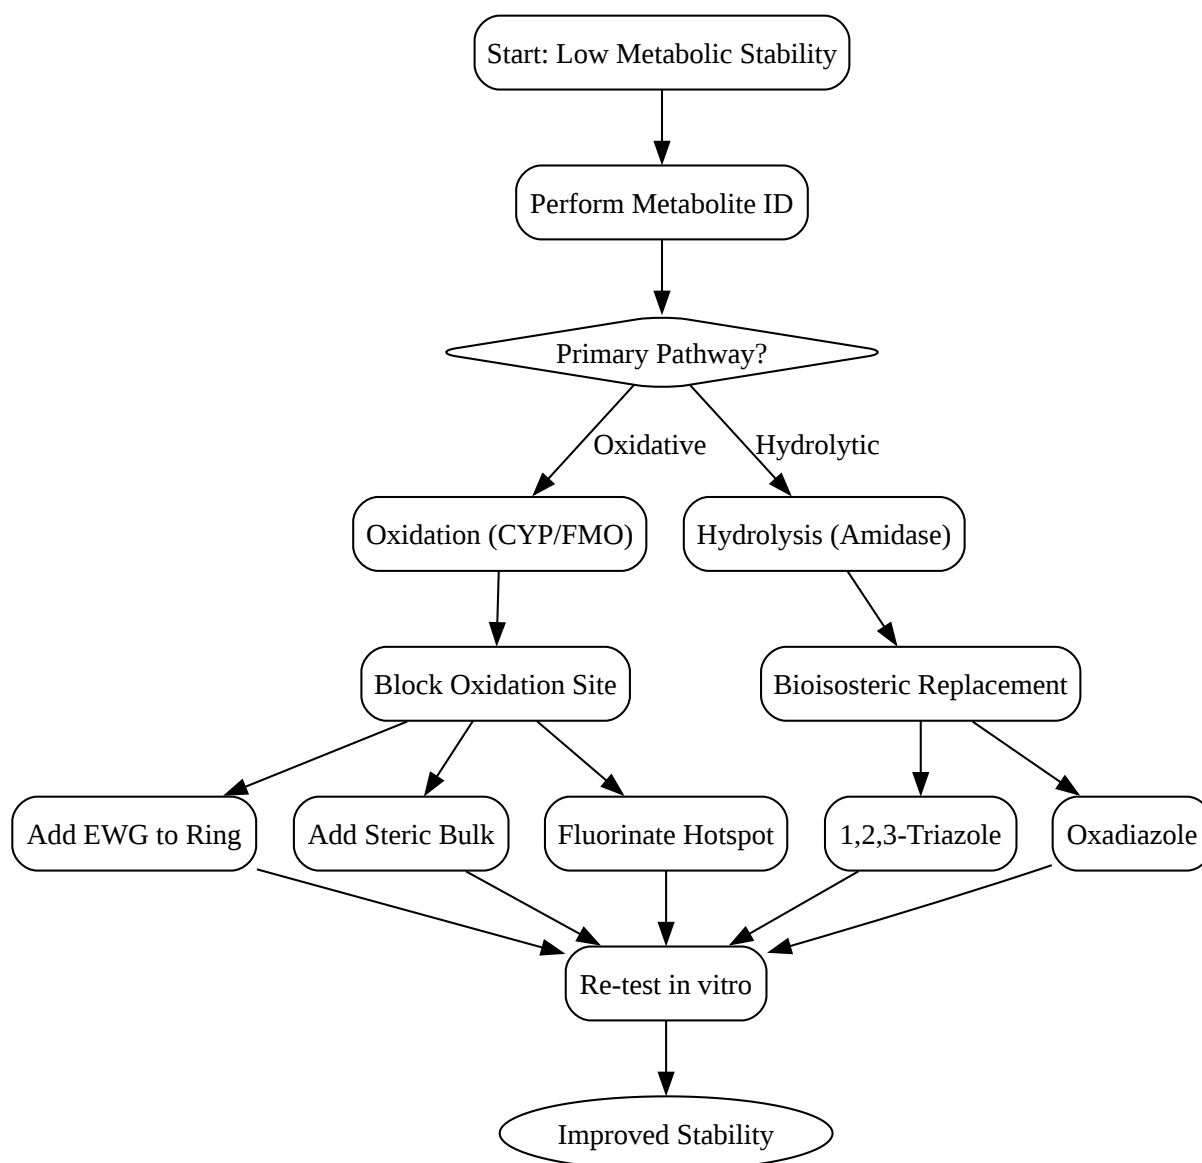 Start: Low Metabolic Stability
Perform Metabolite ID
Primary Pathway?
Oxidative
Hydrolytic
Oxidation (CYP/FMO)
Hydrolysis (Amidase)
Block Oxidation Site
Bioisosteric Replacement
Add EWG to Ring
Add Steric Bulk
Fluorinate Hotspot
1,2,3-Triazole
Oxadiazole
Re-test in vitro
Improved Stability